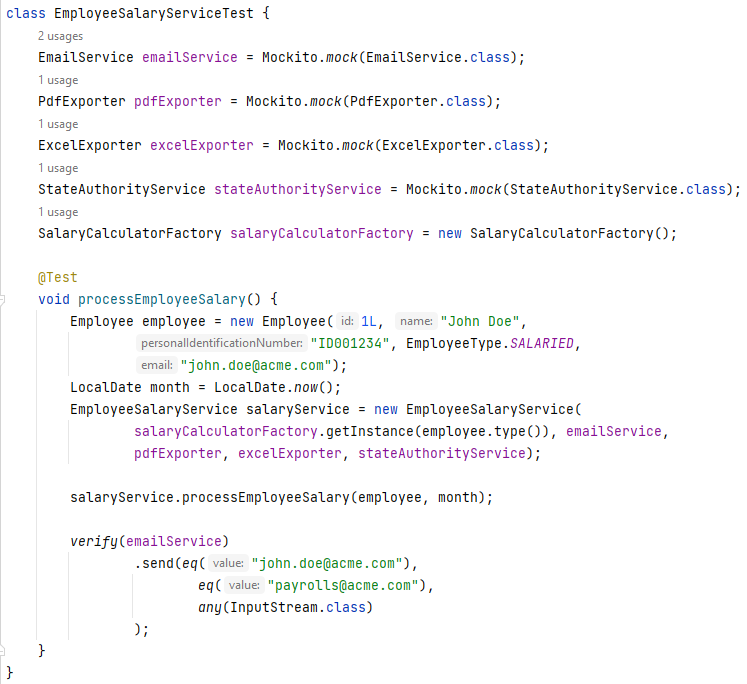 class EmployeeSalaryServiceTest {
2 usages
EmailService emailService = Mockito.mock(EmailService.class);
1 usage
PdfExporter pdfExporter = Mockito.mock(PdfExporter.class);
1 usage
ExcelExporter excelExporter = Mockito.mock(ExcelExporter.class);
1 usage
StateAuthorityService stateAuthorityService = Mockito.mock(StateAuthorityService.class);
1 usage
SalaryCalculatorFactory salaryCalculatorFactory = new SalaryCalculatorFactory();
@Test
void processEmployeeSalary() {
Employee employee = new Employee( id: 1L, name: "John Doe",
personalIdentificationNumber: "ID001234", EmployeeType.SALARIED,
email: "john.doe@acme.com");
LocalDate month = LocalDate.now();
EmployeeSalaryService salaryService = new EmployeeSalaryService(
salaryCalculatorFactory.getInstance(employee.type()), emailService,
pdfExporter, excelExporter, stateAuthorityService);
salaryService.processEmployeeSalary(employee, month);
verify(emailService)
.send(eq( value: "john.doe@acme.com"),
eq( value: "payrolls@acme.com"),
any(InputStream.class)
);
}
}